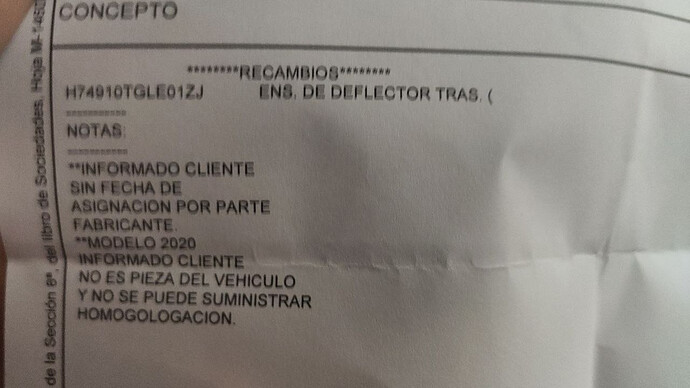 CONCEPTO
********RECAMBIOS********
H74910TGLE01ZJ ENS. DE DEFLECTOR TRAS. (
-----------
NOTAS:
-----------
**INFORMADO CLIENTE
SIN FECHA DE
ASIGNACION POR PARTE
FABRICANTE.
**MODELO 2020
INFORMADO CLIENTE
NO ES PIEZA DEL VEHICULO
Y NO SE PUEDE SUMINISTRAR
HOMOGOLOGACION.
de la Sección 8ª, del libro de Sociedades, Hoja